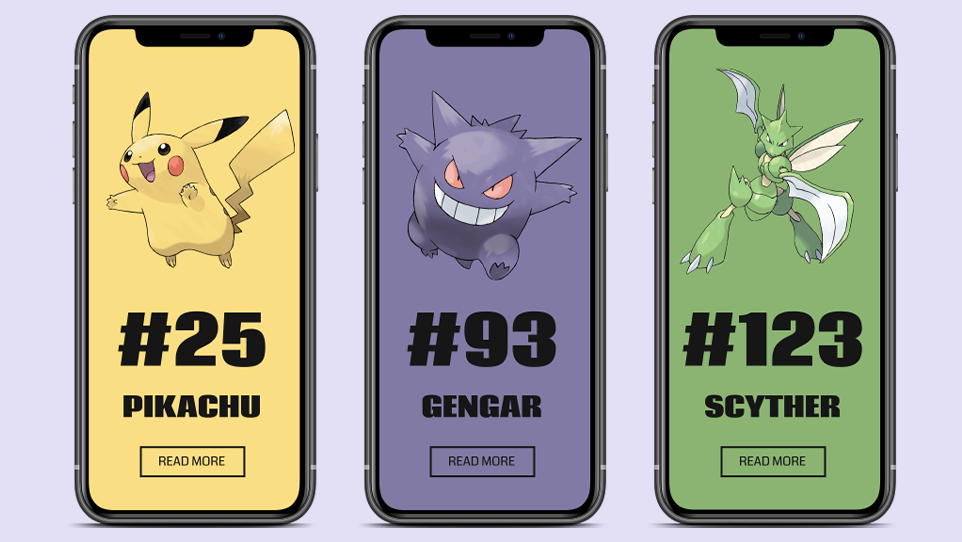 #25
PIKACHU
READ MORE
#93
GENGAR
READ MORE
#123
SCYTHER
READ MORE